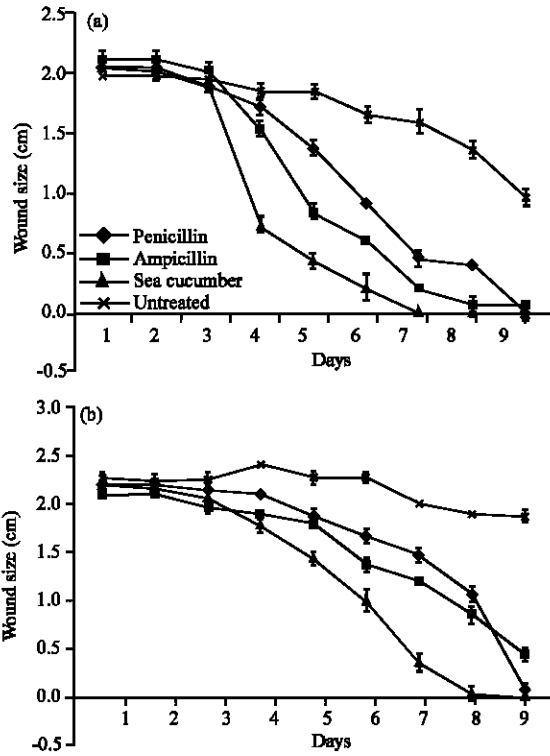 (a)
2.5
2.0
1.5
1.0
0.5
0.0
-0.5
Wound size (cm)
Penicillin
Ampicillin
Sea cucumber
Untreated
1 2 3 4 5 6 7 8 9
Days
(b)
3.0
2.5
2.0
1.5
1.0
0.5
0.0
-0.5
Wound size (cm)
1 2 3 4 5 6 7 8 9
Days